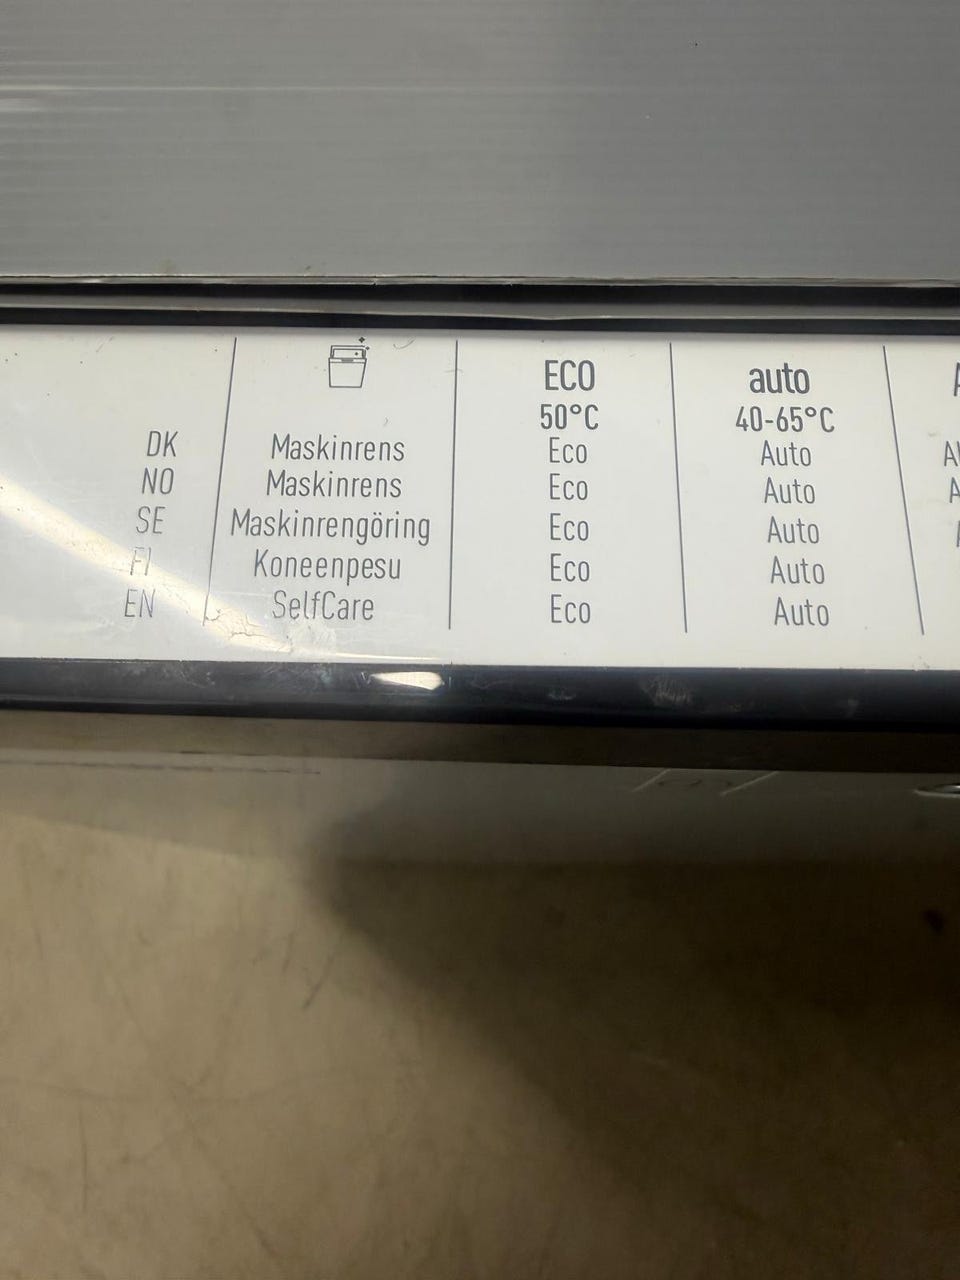 ECO auto
50°C 40-65°C
DK Maskinrens Eco Auto
NO Maskinrens Eco Auto
SE Maskinrengöring Eco Auto
FI Koneenpesu Eco Auto
EN SelfCare Eco Auto